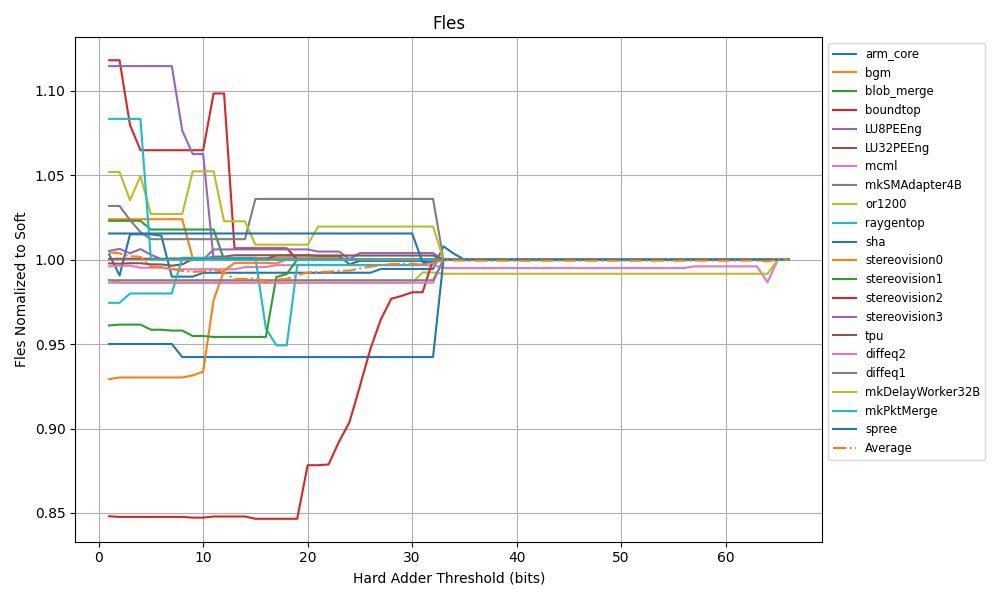 Fles
Fles Nomalized to Soft
1.10
1.05
1.00
0.95
0.90
0.85
0
10
20
30
40
50
60
Hard Adder Threshold (bits)
arm_core
bgm
blob_merge
boundtop
LU8PEEng
LU32PEEng
mcml
mkSMAdapter4B
or1200
raygentop
sha
stereovision0
stereovision1
stereovision2
stereovision3
tpu
diffeq2
diffeq1
mkDelayWorker32B
mkPktMerge
spree
Average